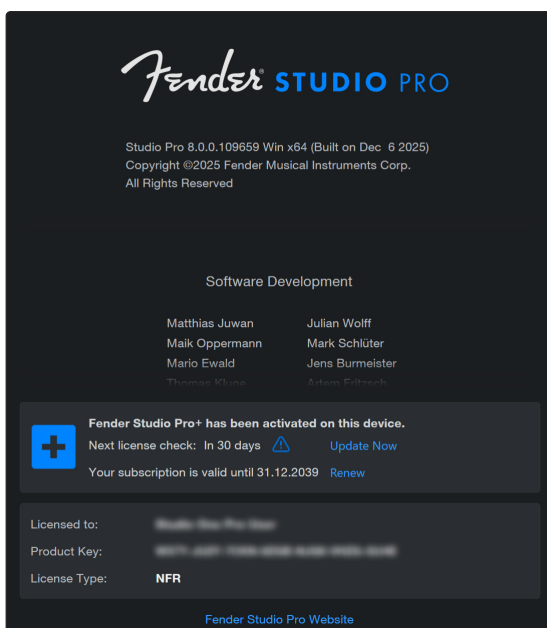 Fender STUDIO PRO
Studio Pro 8.0.0.109659 Win x64 (Built on Dec 6 2025)
Copyright ©2025 Fender Musical Instruments Corp.
All Rights Reserved
Software Development
Matthias Juwan Julian Wolff
Maik Oppermann Mark Schlüter
Mario Ewald Jens Burmeister
Thomas Klune Artem Fritzsch
Fender Studio Pro+ has been activated on this device.
Next license check: In 30 days Update Now
Your subscription is valid until 31.12.2039 Renew
Licensed to:
Product Key:
License Type: NFR
Fender Studio Pro Website